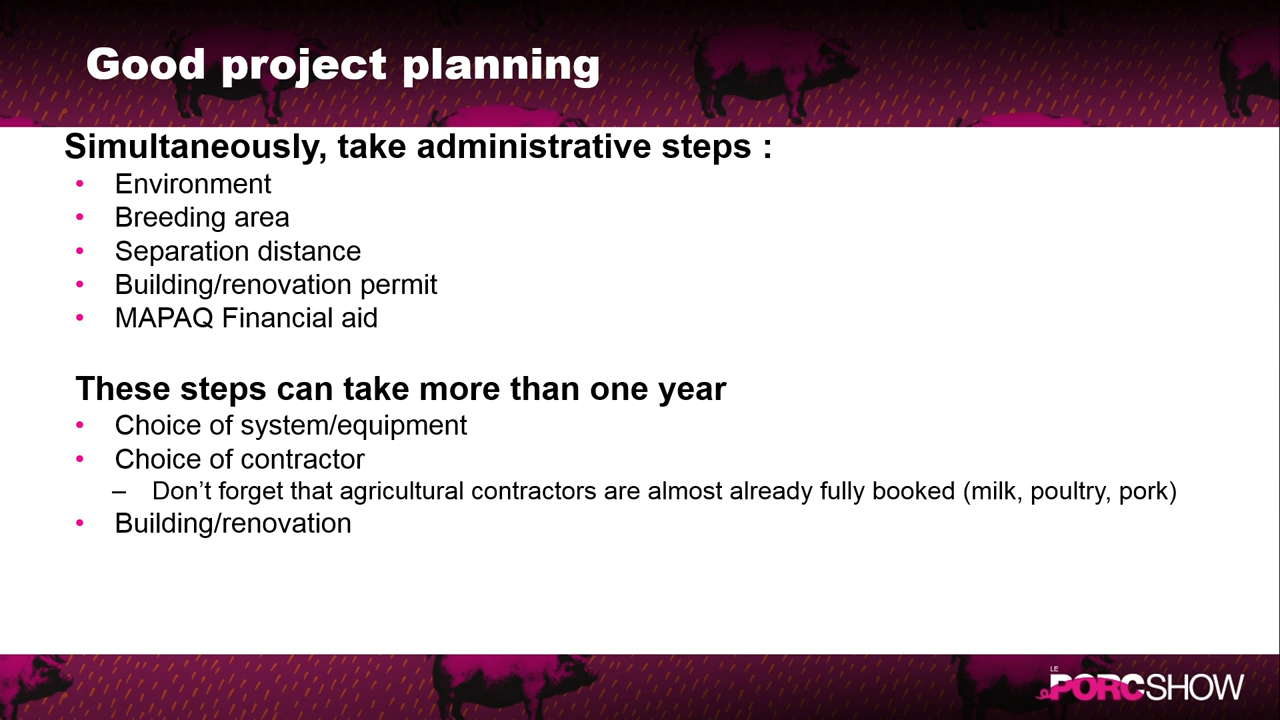 Good project planning
Simultaneously, take administrative steps :
• Environment
• Breeding area
• Separation distance
• Building/renovation permit
• MAPAQ Financial aid
These steps can take more than one year
• Choice of system/equipment
• Choice of contractor
– Don’t forget that agricultural contractors are almost already fully booked (milk, poultry, pork)
• Building/renovation
LE
PORCSHOW